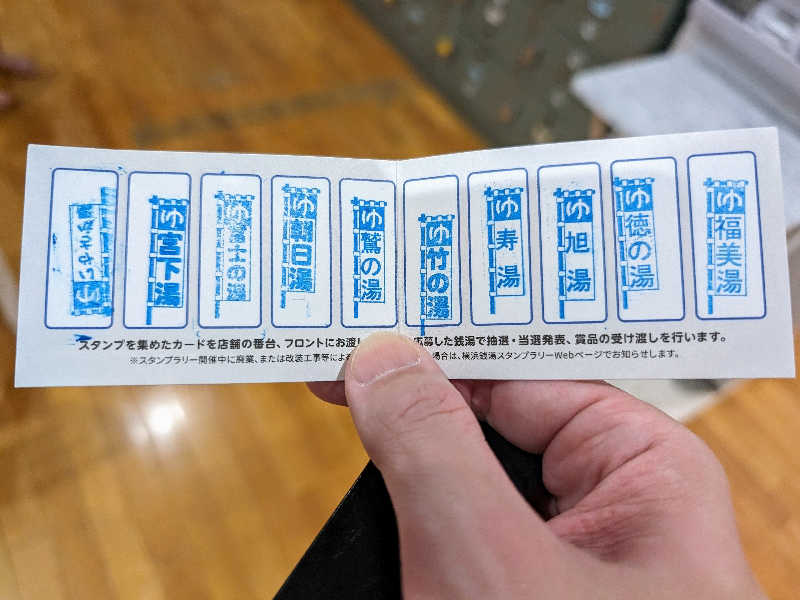 ゆ
ゆ 宮下湯
ゆ 富士の湯
ゆ 朝日湯
ゆ 鷲の湯
ゆ 竹の湯
ゆ 寿湯
ゆ 旭湯
ゆ 徳の湯
ゆ 福美湯
スタンプを集めたカードを店舗の番台、フロントにお渡し 応募した銭湯で抽選・当選発表、賞品の受け渡しを行います。
※スタンプラリー開催中に廃業、または改装工事等によ 場合は、横浜銭湯スタンプラリーWebページでお知らせします。